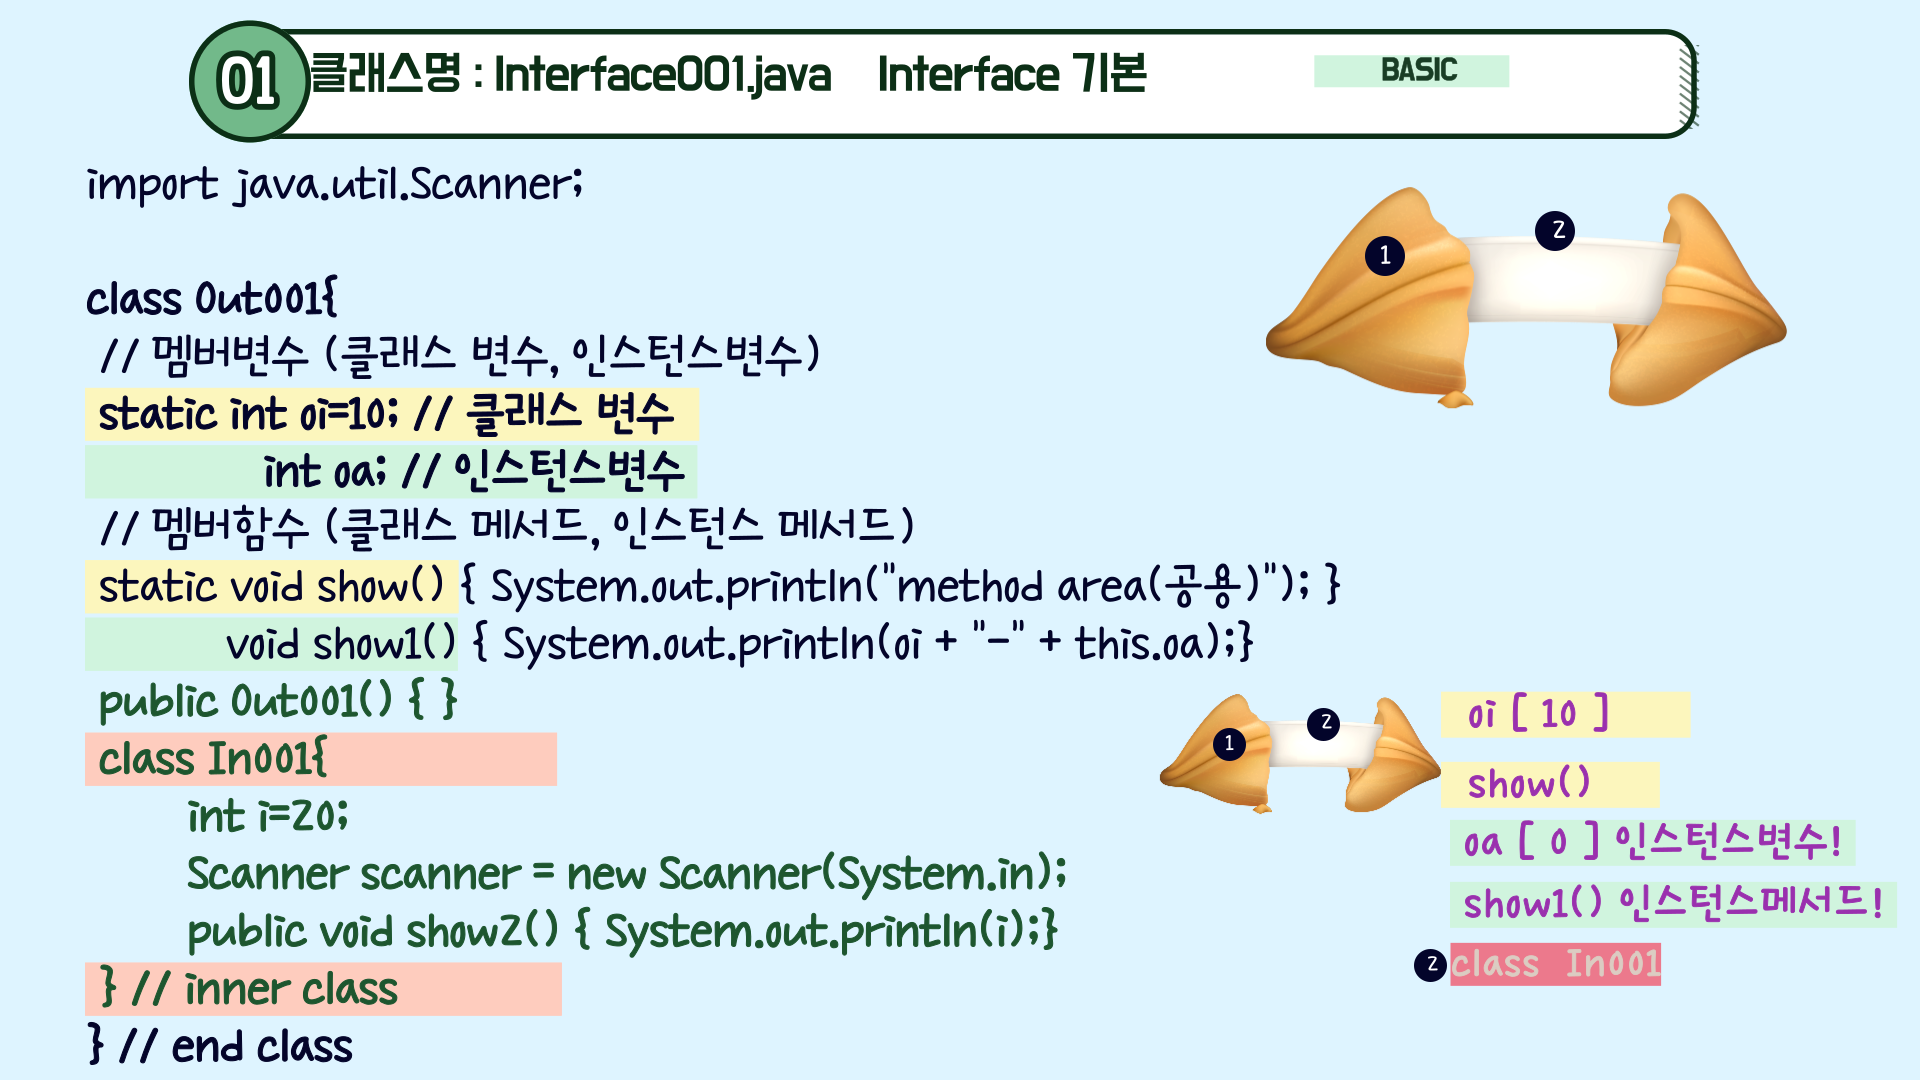 01 클래스명 : Interface001.java Interface 기본 BASIC
import java.util.Scanner;
class Out001{
// 멤버변수 (클래스 변수, 인스턴스변수)
static int oi=10; // 클래스 변수
int oa; // 인스턴스변수
// 멤버함수 (클래스 메서드, 인스턴스 메서드)
static void show() { System.out.println("method area(공용)"); }
void show1() { System.out.println(oi + "-" + this.oa);}
public Out001() { }
class In001{
int i=20;
Scanner scanner = new Scanner(System.in);
public void show2() { System.out.println(i);}
} // inner class
} // end class
1
2
1
2
oi [ 10 ]
show()
oa [ 0 ] 인스턴스변수!
show1() 인스턴스메서드!
2 class In001